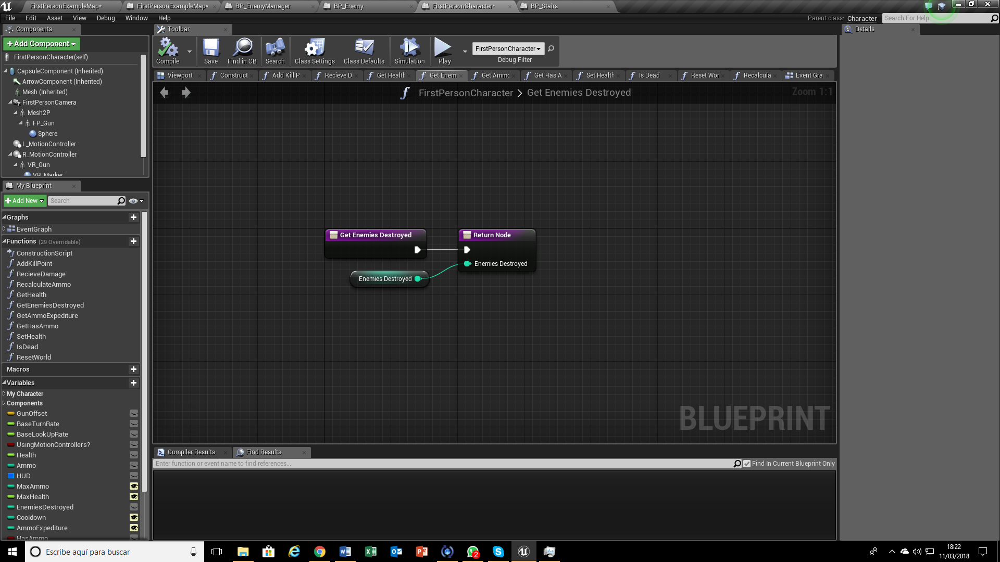 FirstPersonExampleMap*
FirstPersonExampleMap*
BP_EnemyManager
BP_Enemy
FirstPersonCharacter*
BP_Stairs
File Edit Asset View Debug Window Help
Parent class: Character
Search For Help
Components
Toolbar
Details
Add Component
FirstPersonCharacter(self)
CapsuleComponent (Inherited)
ArrowComponent (Inherited)
Mesh (Inherited)
FirstPersonCamera
Mesh2P
FP_Gun
Sphere
L_MotionController
R_MotionController
VR_Gun
VR_Marker
Compile
Save
Find in CB
Search
Class Settings
Class Defaults
Simulation
Play
FirstPersonCharacter
Debug Filter
Viewport
Construct
Add Kill P
Recieve D
Get Health
Get Enem
Get Ammo
Get Has A
Set Health
Is Dead
Reset Wor
Recalcula
Event Gra
FirstPersonCharacter > Get Enemies Destroyed
Zoom 1:1
My Blueprint
Add New
Search
Graphs
EventGraph
Functions (29 Overridable)
ConstructionScript
AddKillPoint
RecieveDamage
RecalculateAmmo
GetHealth
GetEnemiesDestroyed
GetAmmoExpediture
GetHasAmmo
SetHealth
IsDead
ResetWorld
Macros
Variables
My Character
Components
GunOffset
BaseTurnRate
BaseLookUpRate
UsingMotionControllers?
Health
Ammo
HUD
MaxAmmo
MaxHealth
EnemiesDestroyed
Cooldown
AmmoExpediture
HasAmmo
Get Enemies Destroyed
Return Node
Enemies Destroyed
Enemies Destroyed
BLUEPRINT
Compiler Results
Find Results
Enter function or event name to find references...
Find In Current Blueprint Only
Escribe aquí para buscar
2
18:22
11/03/2018